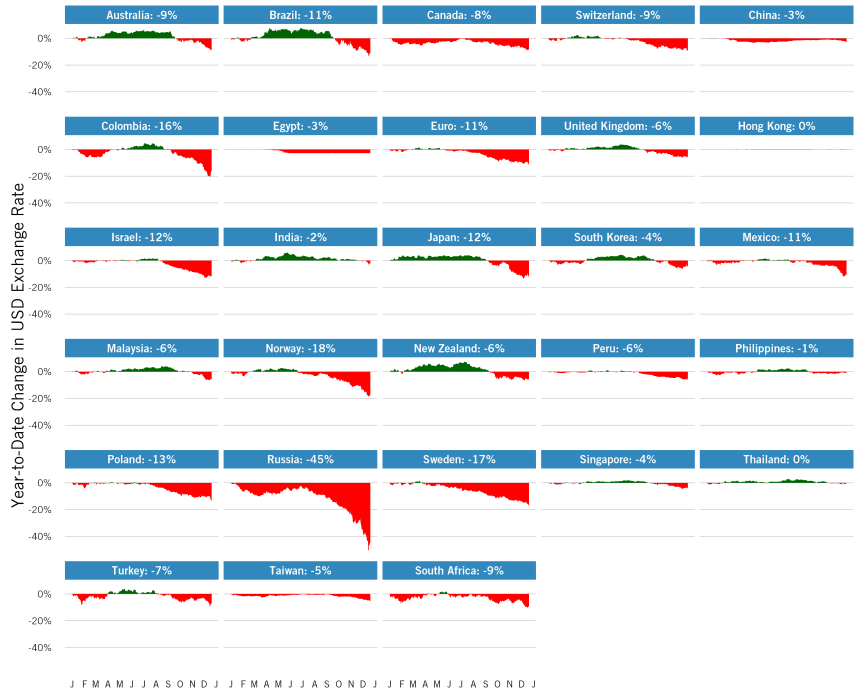 Year-to-Date Change in USD Exchange Rate
Australia: -9%
Brazil: -11%
Canada: -8%
Switzerland: -9%
China: -3%
0%
-20%
-40%
Colombia: -16%
Egypt: -3%
Euro: -11%
United Kingdom: -6%
Hong Kong: 0%
0%
-20%
-40%
Israel: -12%
India: -2%
Japan: -12%
South Korea: -4%
Mexico: -11%
0%
-20%
-40%
Malaysia: -6%
Norway: -18%
New Zealand: -6%
Peru: -6%
Philippines: -1%
0%
-20%
-40%
Poland: -13%
Russia: -45%
Sweden: -17%
Singapore: -4%
Thailand: 0%
0%
-20%
-40%
Turkey: -7%
Taiwan: -5%
South Africa: -9%
0%
-20%
-40%
J F M A M J J A S O N D J
J F M A M J J A S O N D J
J F M A M J J A S O N D J